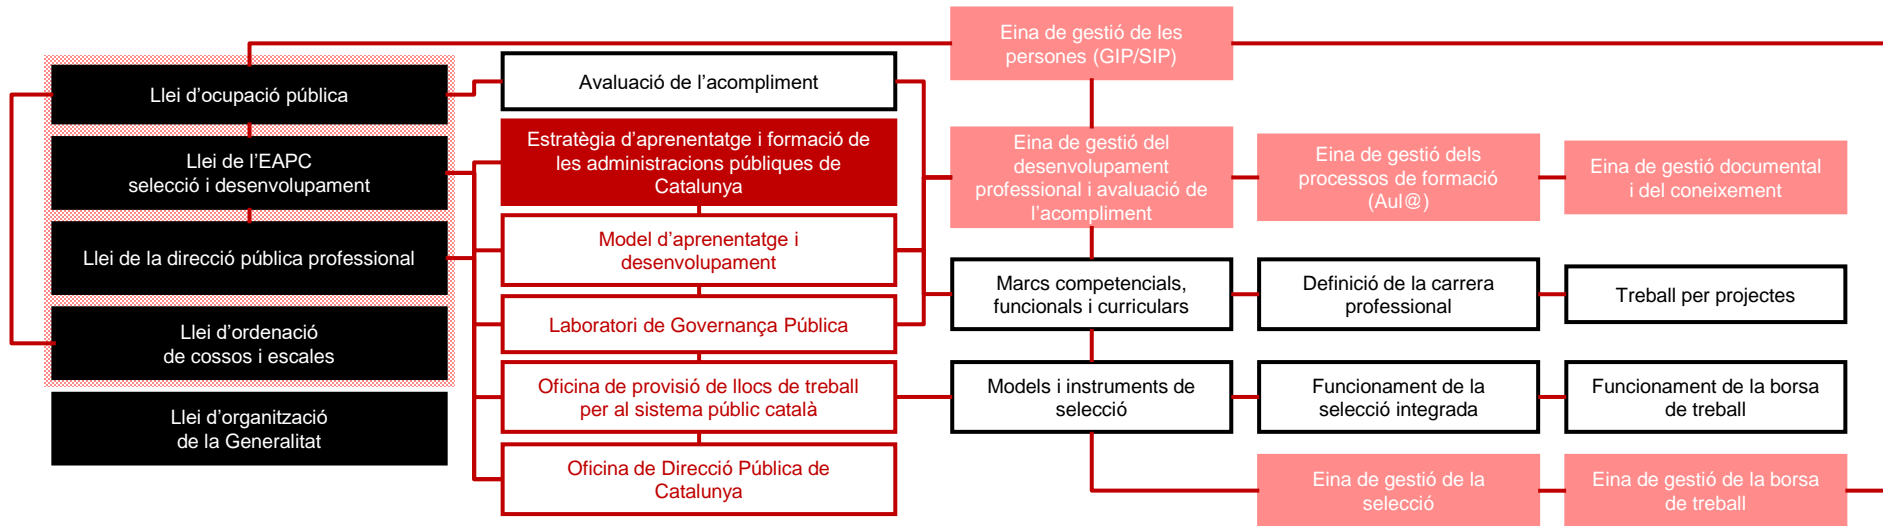 Eina de gestió de les
persones (GIP/SIP)
Llei d'ocupació pública
Avaluació de l'acompliment
Llei de l'EAPC
selecció i desenvolupament
Estratègia d'aprenentatge i formació de
les administracions públiques de
Catalunya
Eina de gestió del
desenvolupament
professional i avaluació de
l'acompliment
Eina de gestió dels
processos de formació
(Aul@)
Eina de gestió documental
i del coneixement
Llei de la direcció pública professional
Model d'aprenentatge i
desenvolupament
Marcs competencials,
funcionals i curriculars
Definició de la carrera
professional
Treball per projectes
Llei d'ordenació
de cossos i escales
Laboratori de Governança Pública
Oficina de provisió de llocs de treball
per al sistema públic català
Models i instruments de
selecció
Funcionament de la
selecció integrada
Funcionament de la borsa
de treball
Llei d'organització
de la Generalitat
Oficina de Direcció Pública de
Catalunya
Eina de gestió de la
selecció
Eina de gestió de la borsa
de treball